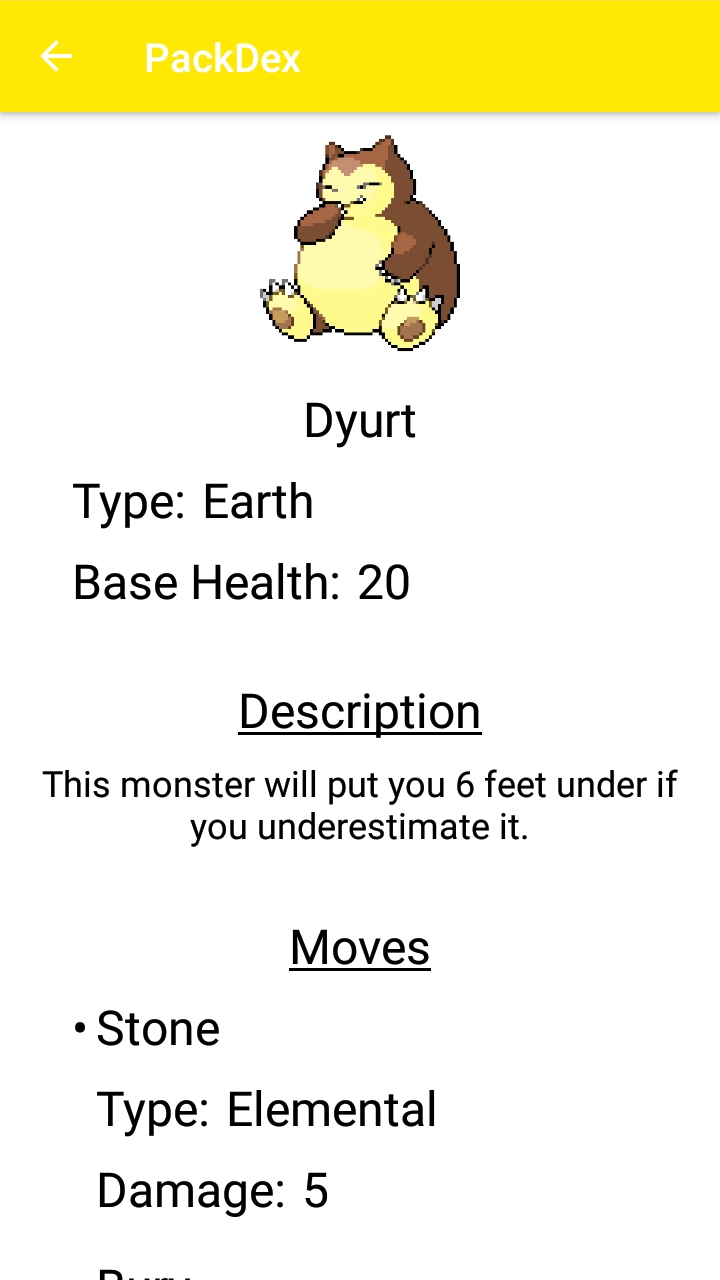 PackDex
Dyurt
Type: Earth
Base Health: 20
Description
This monster will put you 6 feet under if
you underestimate it.
Moves
• Stone
Type: Elemental
Damage: 5